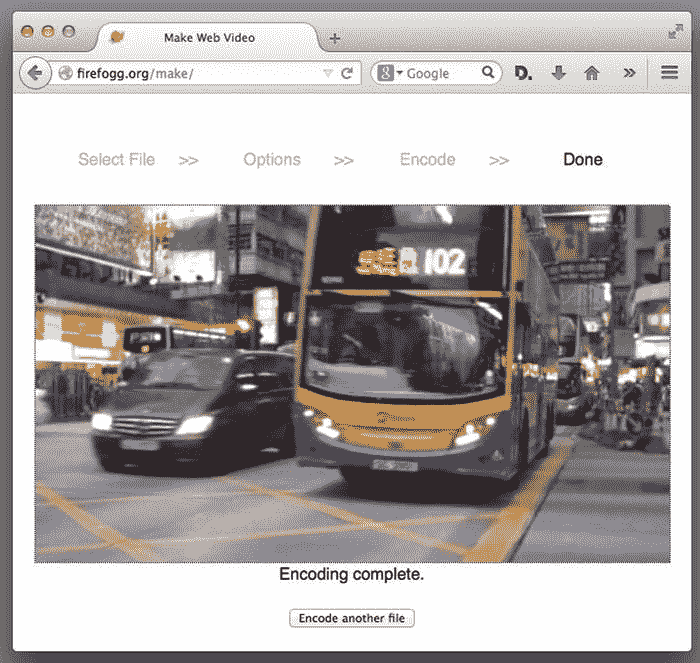 Make Web Video
firefogg.org/make/
Google
D.
Select File >> Options >> Encode >> Done
102
Encoding complete.
Encode another file